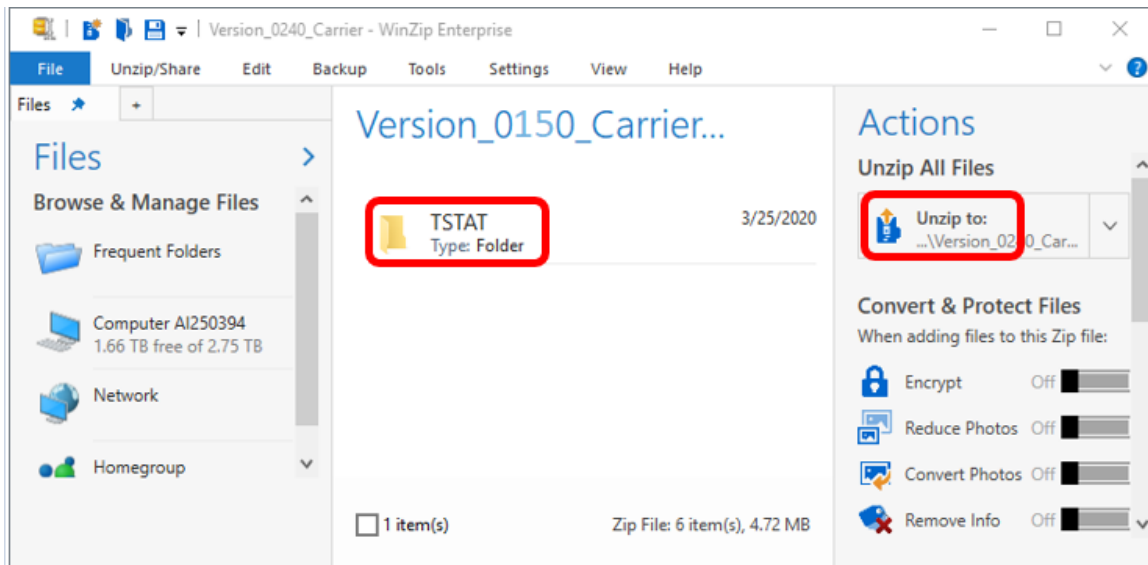 Version_0240_Carrier - WinZip Enterprise
File Unzip/Share Edit Backup Tools Settings View Help
Files +
Files
Browse & Manage Files
Frequent Folders
Computer AI250394
1.66 TB free of 2.75 TB
Network
Homegroup
Version_0150_Carrier...
TSTAT
Type: Folder
3/25/2020
1 item(s)
Zip File: 6 item(s), 4.72 MB
Actions
Unzip All Files
Unzip to:
...\Version_0240_Car...
Convert & Protect Files
When adding files to this Zip file:
Encrypt Off
Reduce Photos Off
Convert Photos Off
Remove Info Off